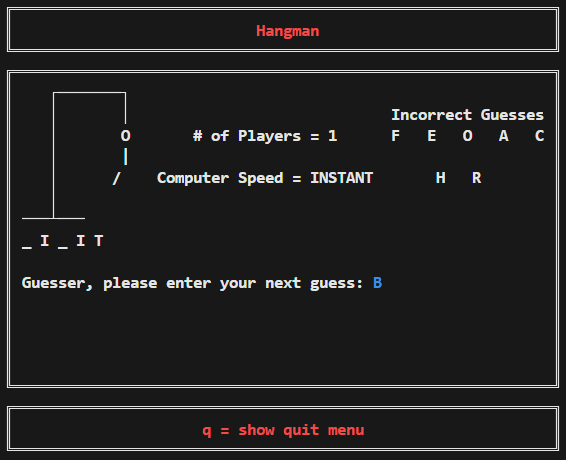 Hangman
Incorrect Guesses
O # of Players = 1 F E O A C
|
/ Computer Speed = INSTANT H R
_ I _ I T
Guesser, please enter your next guess: B
q = show quit menu